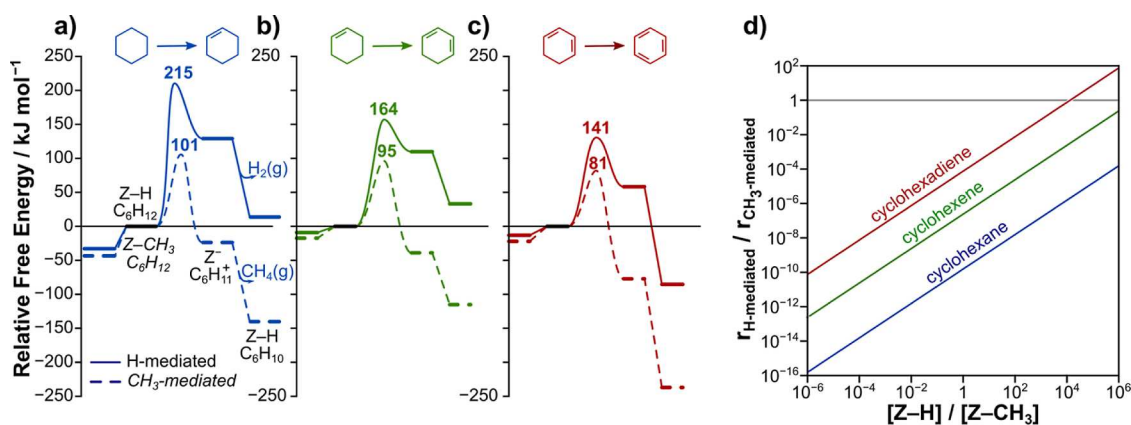 a)
b)
c)
d)
Relative Free Energy / kJ mol⁻¹
250
200
150
100
50
0
−50
−100
−150
−200
−250
215
101
H₂(g)
Z–H
C₆H₁₂
Z–CH₃
C₆H₁₂
Z⁻
C₆H₁₁⁺
CH₄(g)
Z–H
C₆H₁₀
H-mediated
CH₃-mediated
250
164
95
−250
250
141
81
−250
r_H-mediated / r_CH₃-mediated
10²
1
10⁻²
10⁻⁴
10⁻⁶
10⁻⁸
10⁻¹⁰
10⁻¹²
10⁻¹⁴
10⁻¹⁶
cyclohexadiene
cyclohexene
cyclohexane
10⁻⁶ 10⁻⁴ 10⁻² 1 10² 10⁴ 10⁶
[Z–H] / [Z–CH₃]